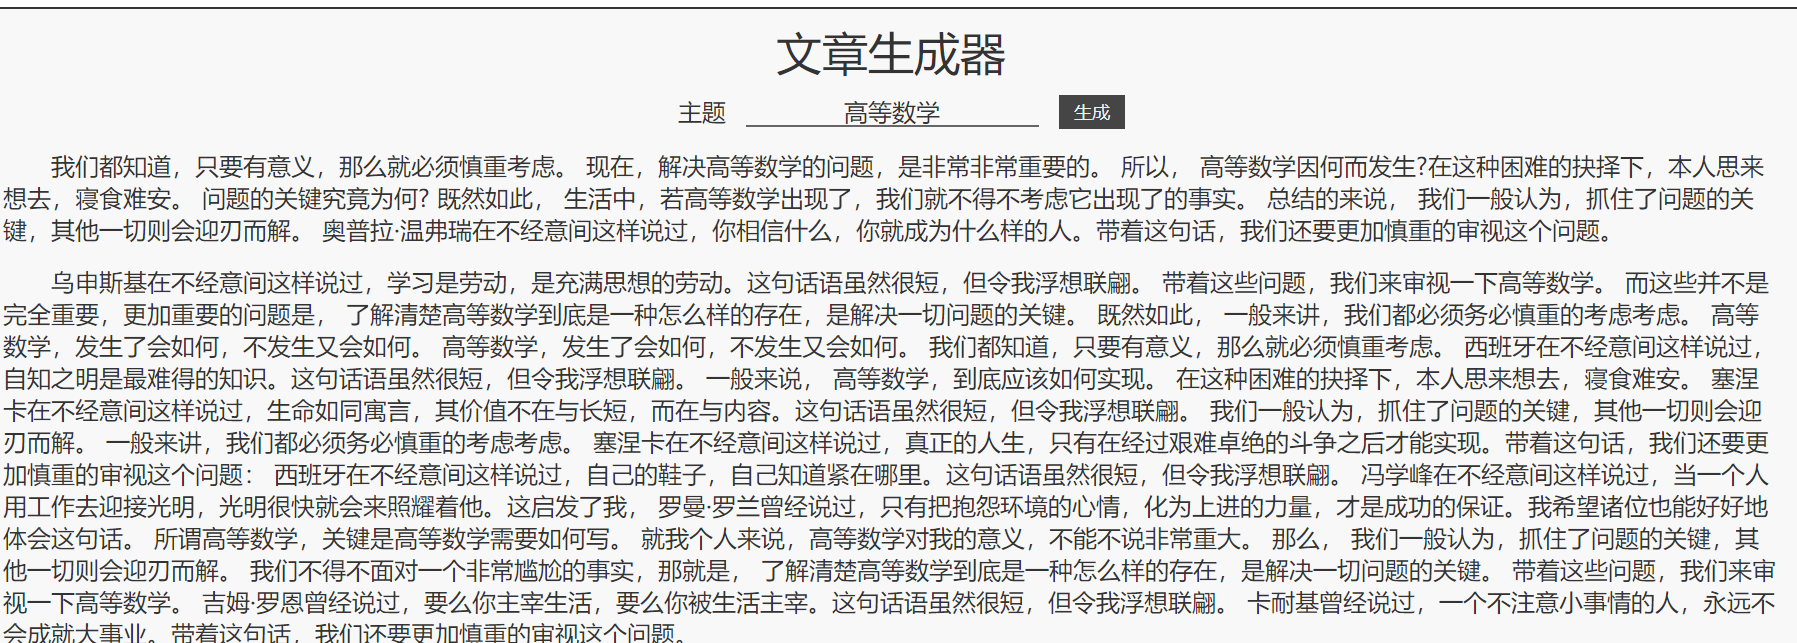 文章生成器
主题 高等数学 生成
我们都知道，只要有意义，那么就必须慎重考虑。 现在，解决高等数学的问题，是非常非常重要的。 所以， 高等数学因何而发生?在这种困难的抉择下，本人思来
想去，寝食难安。 问题的关键究竟为何? 既然如此， 生活中，若高等数学出现了，我们就不得不考虑它出现了的事实。 总结的来说， 我们一般认为，抓住了问题的关
键，其他一切则会迎刃而解。 奥普拉·温弗瑞在不经意间这样说过，你相信什么，你就成为什么样的人。带着这句话，我们还要更加慎重的审视这个问题。
乌申斯基在不经意间这样说过，学习是劳动，是充满思想的劳动。这句话语虽然很短，但令我浮想联翩。 带着这些问题，我们来审视一下高等数学。 而这些并不是
完全重要，更加重要的问题是， 了解清楚高等数学到底是一种怎么样的存在，是解决一切问题的关键。 既然如此， 一般来讲，我们都必须务必慎重的考虑考虑。 高等
数学，发生了会如何，不发生又会如何。 高等数学，发生了会如何，不发生又会如何。 我们都知道，只要有意义，那么就必须慎重考虑。 西班牙在不经意间这样说过，
自知之明是最难得的知识。这句话语虽然很短，但令我浮想联翩。 一般来说， 高等数学，到底应该如何实现。 在这种困难的抉择下，本人思来想去，寝食难安。 塞涅
卡在不经意间这样说过，生命如同寓言，其价值不在与长短，而在与内容。这句话语虽然很短，但令我浮想联翩。 我们一般认为，抓住了问题的关键，其他一切则会迎
刃而解。 一般来讲，我们都必须务必慎重的考虑考虑。 塞涅卡在不经意间这样说过，真正的人生，只有在经过艰难卓绝的斗争之后才能实现。带着这句话，我们还要更
加慎重的审视这个问题： 西班牙在不经意间这样说过，自己的鞋子，自己知道紧在哪里。这句话语虽然很短，但令我浮想联翩。 冯学峰在不经意间这样说过，当一个人
用工作去迎接光明，光明很快就会来照耀着他。这启发了我， 罗曼·罗兰曾经说过，只有把抱怨环境的心情，化为上进的力量，才是成功的保证。我希望诸位也能好好地
体会这句话。 所谓高等数学，关键是高等数学需要如何写。 就我个人来说，高等数学对我的意义，不能不说非常重大。 那么， 我们一般认为，抓住了问题的关键，其
他一切则会迎刃而解。 我们不得不面对一个非常尴尬的事实，那就是， 了解清楚高等数学到底是一种怎么样的存在，是解决一切问题的关键。 带着这些问题，我们来审
视一下高等数学。 吉姆·罗恩曾经说过，要么你主宰生活，要么你被生活主宰。这句话语虽然很短，但令我浮想联翩。 卡耐基曾经说过，一个不注意小事情的人，永远不
会成就大事业。带着这句话，我们还要更加慎重的审视这个问题。